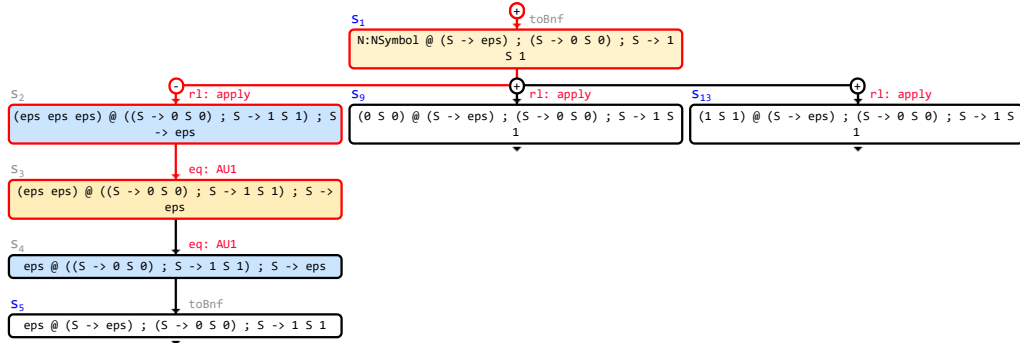 + toBnf
S1
N:NSymbol @ (S -> eps) ; (S -> 0 S 0) ; S -> 1
S 1
- + +
S2 rl: apply S9 rl: apply S13 rl: apply
(eps eps eps) @ ((S -> 0 S 0) ; S -> 1 S 1) ; S
-> eps
(0 S 0) @ (S -> eps) ; (S -> 0 S 0) ; S -> 1 S
1
(1 S 1) @ (S -> eps) ; (S -> 0 S 0) ; S -> 1 S
1
S3 eq: AU1
(eps eps) @ ((S -> 0 S 0) ; S -> 1 S 1) ; S ->
eps
S4 eq: AU1
eps @ ((S -> 0 S 0) ; S -> 1 S 1) ; S -> eps
S5 toBnf
eps @ (S -> eps) ; (S -> 0 S 0) ; S -> 1 S 1